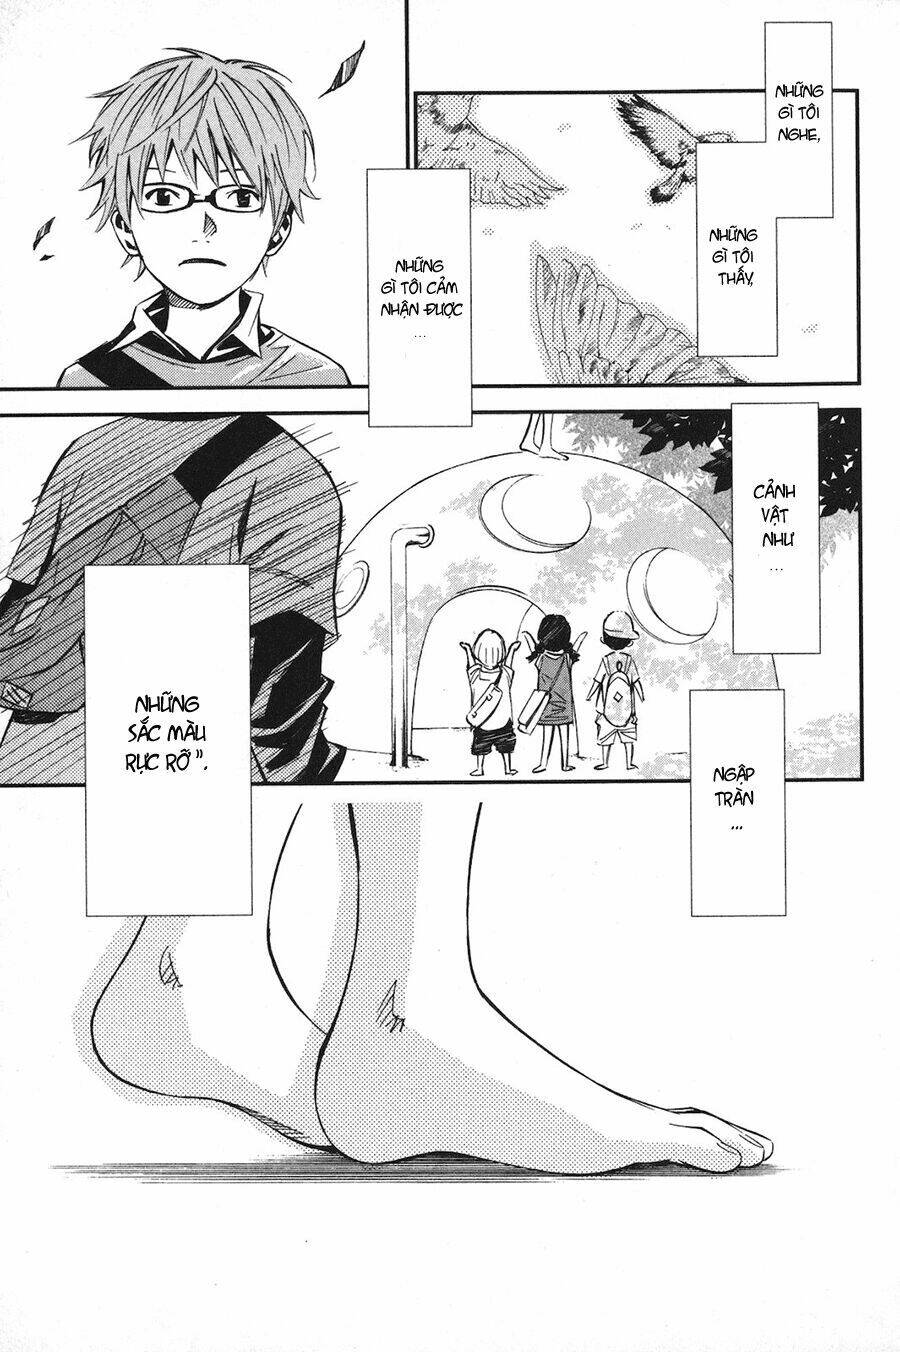 NHỮNG
GÌ TÔI
NGHE,
NHỮNG
GÌ TÔI
THẤY,
NHỮNG
GÌ TÔI CẢM
NHẬN ĐƯỢC
...
CẢNH
VẬT
NHƯ
...
NGẬP
TRÀN
...
NHỮNG
SẮC MÀU
RỰC RỠ".